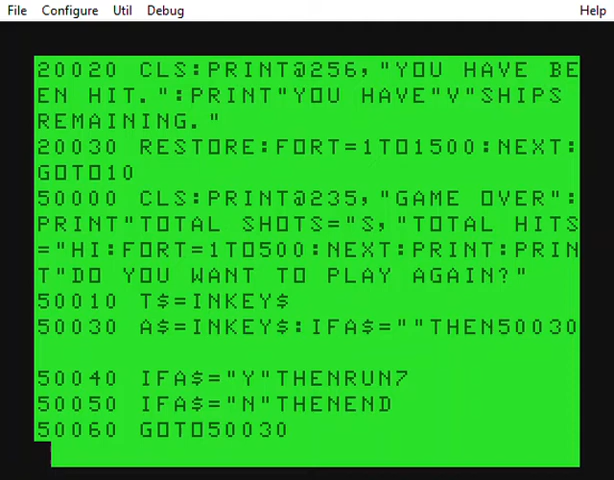 File Configure Util Debug Help
20020 CLS:PRINT@256,"YOU HAVE BE
EN HIT.":PRINT"YOU HAVE"V"SHIPS
REMAINING."
20030 RESTORE:FORT=1TO1500:NEXT:
GOTO10
50000 CLS:PRINT@235,"GAME OVER":
PRINT"TOTAL SHOTS="S,"TOTAL HITS
="HI:FORT=1TO500:NEXT:PRINT:PRIN
T"DO YOU WANT TO PLAY AGAIN?"
50010 T$=INKEY$
50030 A$=INKEY$:IFA$=""THEN50030
50040 IFA$="Y"THENRUN7
50050 IFA$="N"THENEND
50060 GOTO50030